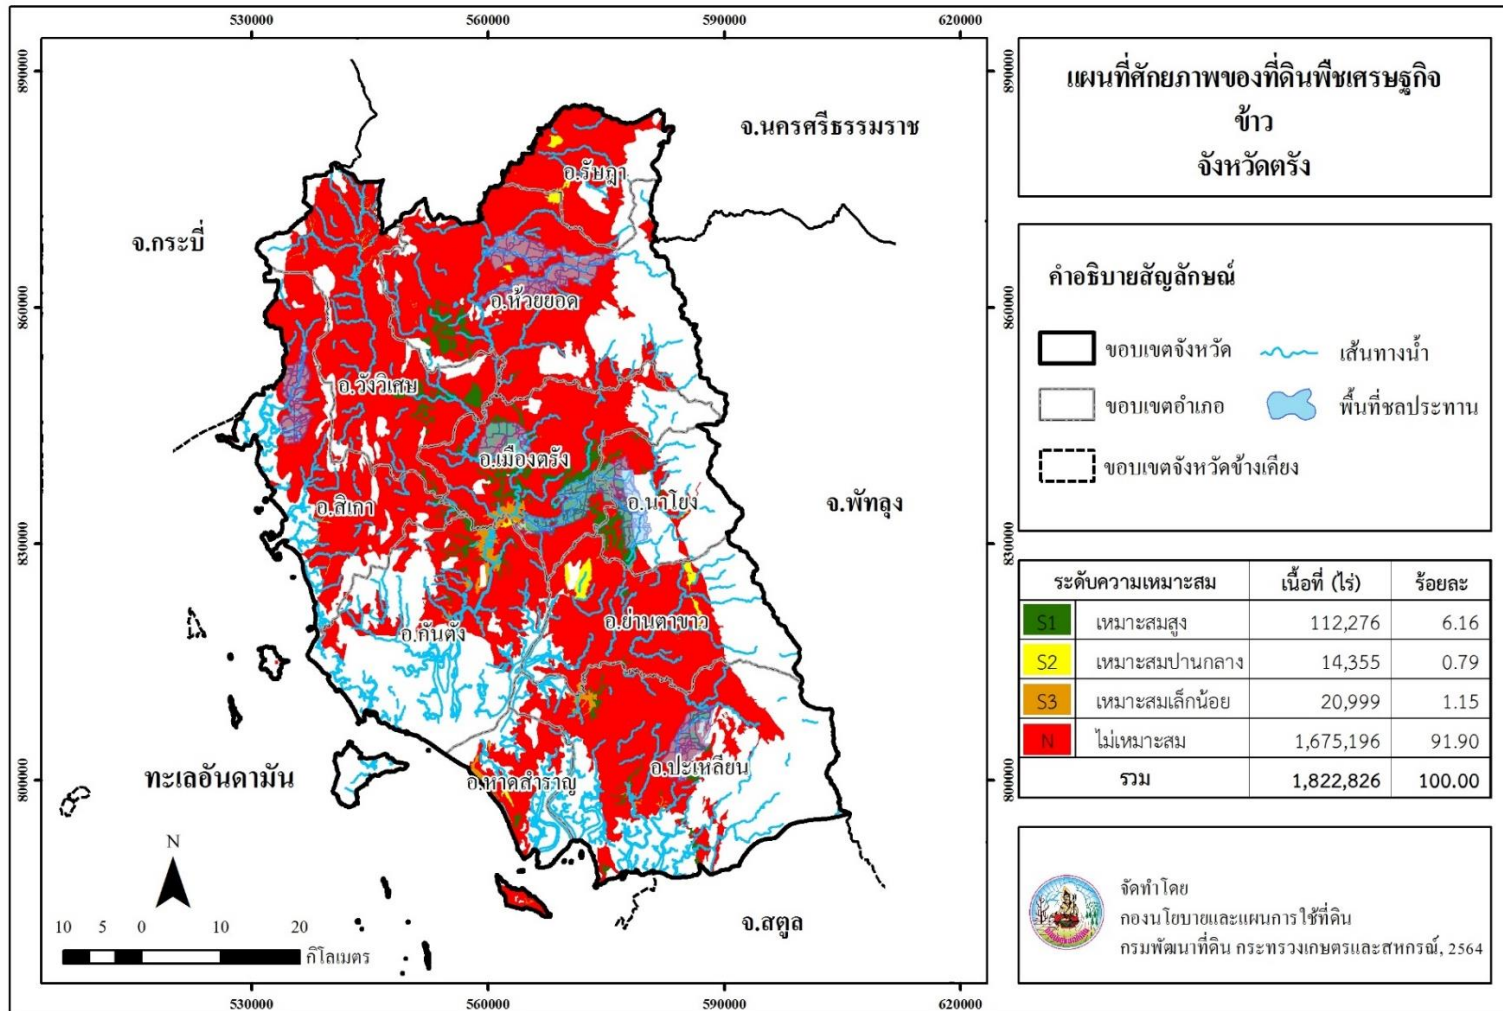 530000
560000
590000
620000
890000
860000
830000
800000
890000
860000
830000
800000
530000
560000
590000
620000
จ.นครศรีธรรมราช
จ.กระบี่
จ.พัทลุง
จ.สตูล
ทะเลอันดามัน
อ.รัษฎา
อ.ห้วยยอด
อ.วังวิเศษ
อ.เมืองตรัง
อ.นาโยง
อ.สิเกา
อ.ย่านตาขาว
อ.กันตัง
อ.ปะเหลียน
อ.หาดสำราญ
N
10 5 0 10 20
กิโลเมตร
แผนที่ศักยภาพของที่ดินพืชเศรษฐกิจ
ข้าว
จังหวัดตรัง
คำอธิบายสัญลักษณ์
ขอบเขตจังหวัด เส้นทางน้ำ
ขอบเขตอำเภอ พื้นที่ชลประทาน
ขอบเขตจังหวัดข้างเคียง
ระดับความเหมาะสม เนื้อที่ (ไร่) ร้อยละ
S1 เหมาะสมสูง 112,276 6.16
S2 เหมาะสมปานกลาง 14,355 0.79
S3 เหมาะสมเล็กน้อย 20,999 1.15
N ไม่เหมาะสม 1,675,196 91.90
รวม 1,822,826 100.00
จัดทำโดย
กองนโยบายและแผนการใช้ที่ดิน
กรมพัฒนาที่ดิน กระทรวงเกษตรและสหกรณ์, 2564